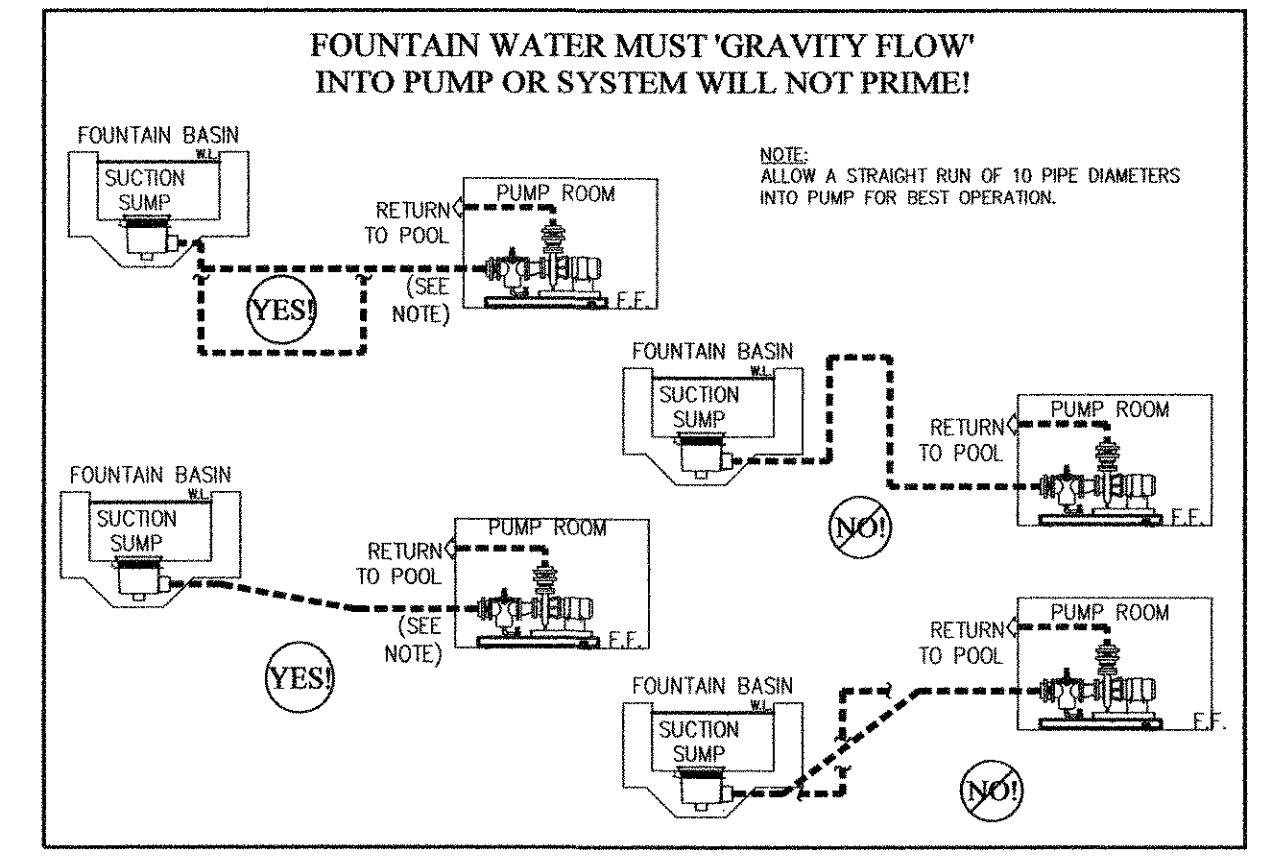 FOUNTAIN WATER MUST 'GRAVITY FLOW'
INTO PUMP OR SYSTEM WILL NOT PRIME!
FOUNTAIN BASIN
W.L.
SUCTION
SUMP
RETURN
TO POOL
PUMP ROOM
(SEE
NOTE)
F.F.
YES!
NOTE:
ALLOW A STRAIGHT RUN OF 10 PIPE DIAMETERS
INTO PUMP FOR BEST OPERATION.
FOUNTAIN BASIN
W.L.
SUCTION
SUMP
RETURN
TO POOL
PUMP ROOM
F.F.
NO!
FOUNTAIN BASIN
W.L.
SUCTION
SUMP
RETURN
TO POOL
PUMP ROOM
(SEE
NOTE)
F.F.
YES!
FOUNTAIN BASIN
W.L.
SUCTION
SUMP
RETURN
TO POOL
PUMP ROOM
F.F.
NO!